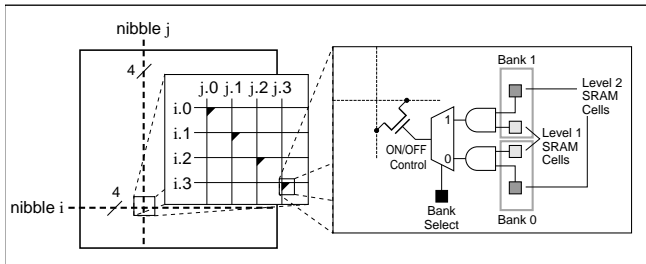 nibble j
4
j.0 j.1 j.2 j.3
i.0
i.1
i.2
i.3
4
nibble i
Bank 1
1
0
ON/OFF
Control
Level 2
SRAM
Cells
Level 1
SRAM
Cells
Bank
Select
Bank 0